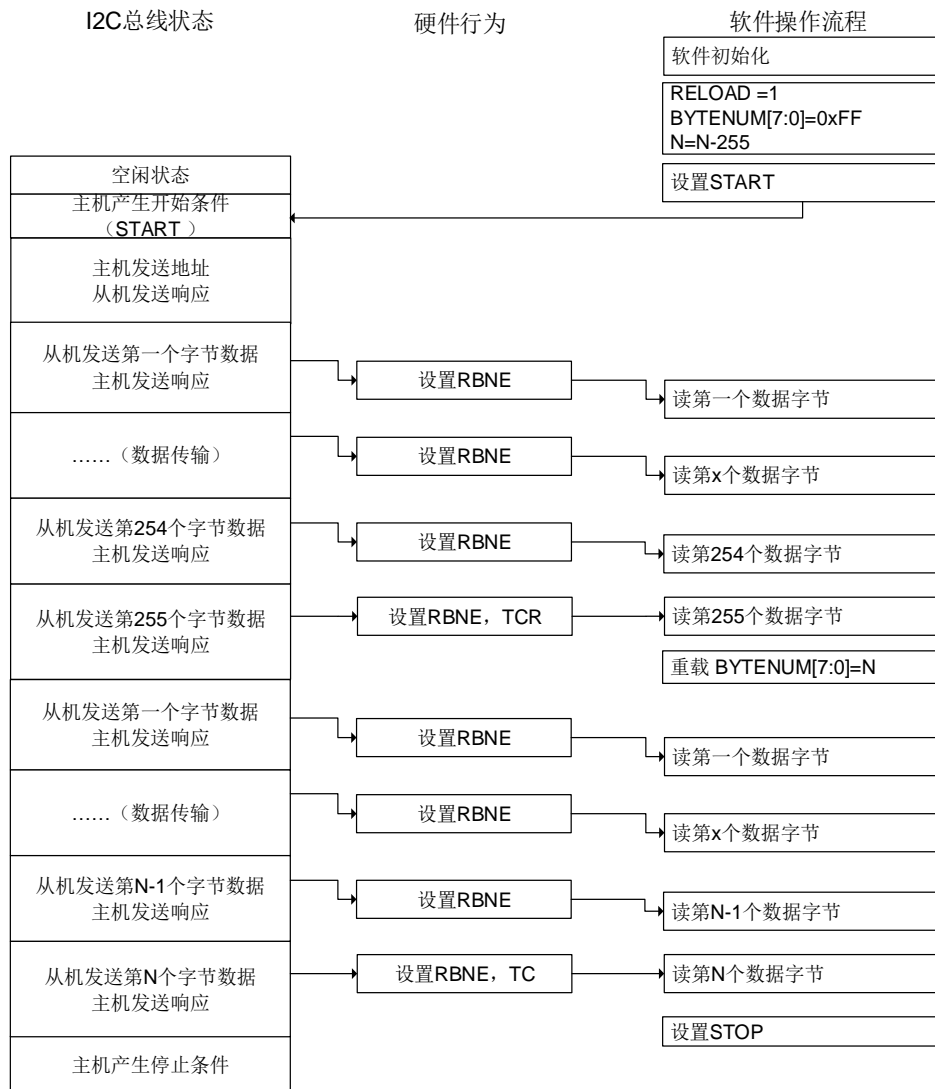 I2C总线状态
硬件行为
软件操作流程
软件初始化
RELOAD =1
BYTENUM[7:0]=0xFF
N=N-255
设置START
空闲状态
主机产生开始条件
（START ）
主机发送地址
从机发送响应
从机发送第一个字节数据
主机发送响应
设置RBNE
读第一个数据字节
……（数据传输）
设置RBNE
读第x个数据字节
从机发送第254个字节数据
主机发送响应
设置RBNE
读第254个数据字节
从机发送第255个字节数据
主机发送响应
设置RBNE，TCR
读第255个数据字节
重载 BYTENUM[7:0]=N
从机发送第一个字节数据
主机发送响应
设置RBNE
读第一个数据字节
……（数据传输）
设置RBNE
读第x个数据字节
从机发送第N-1个字节数据
主机发送响应
设置RBNE
读第N-1个数据字节
从机发送第N个字节数据
主机发送响应
设置RBNE，TC
读第N个数据字节
设置STOP
主机产生停止条件